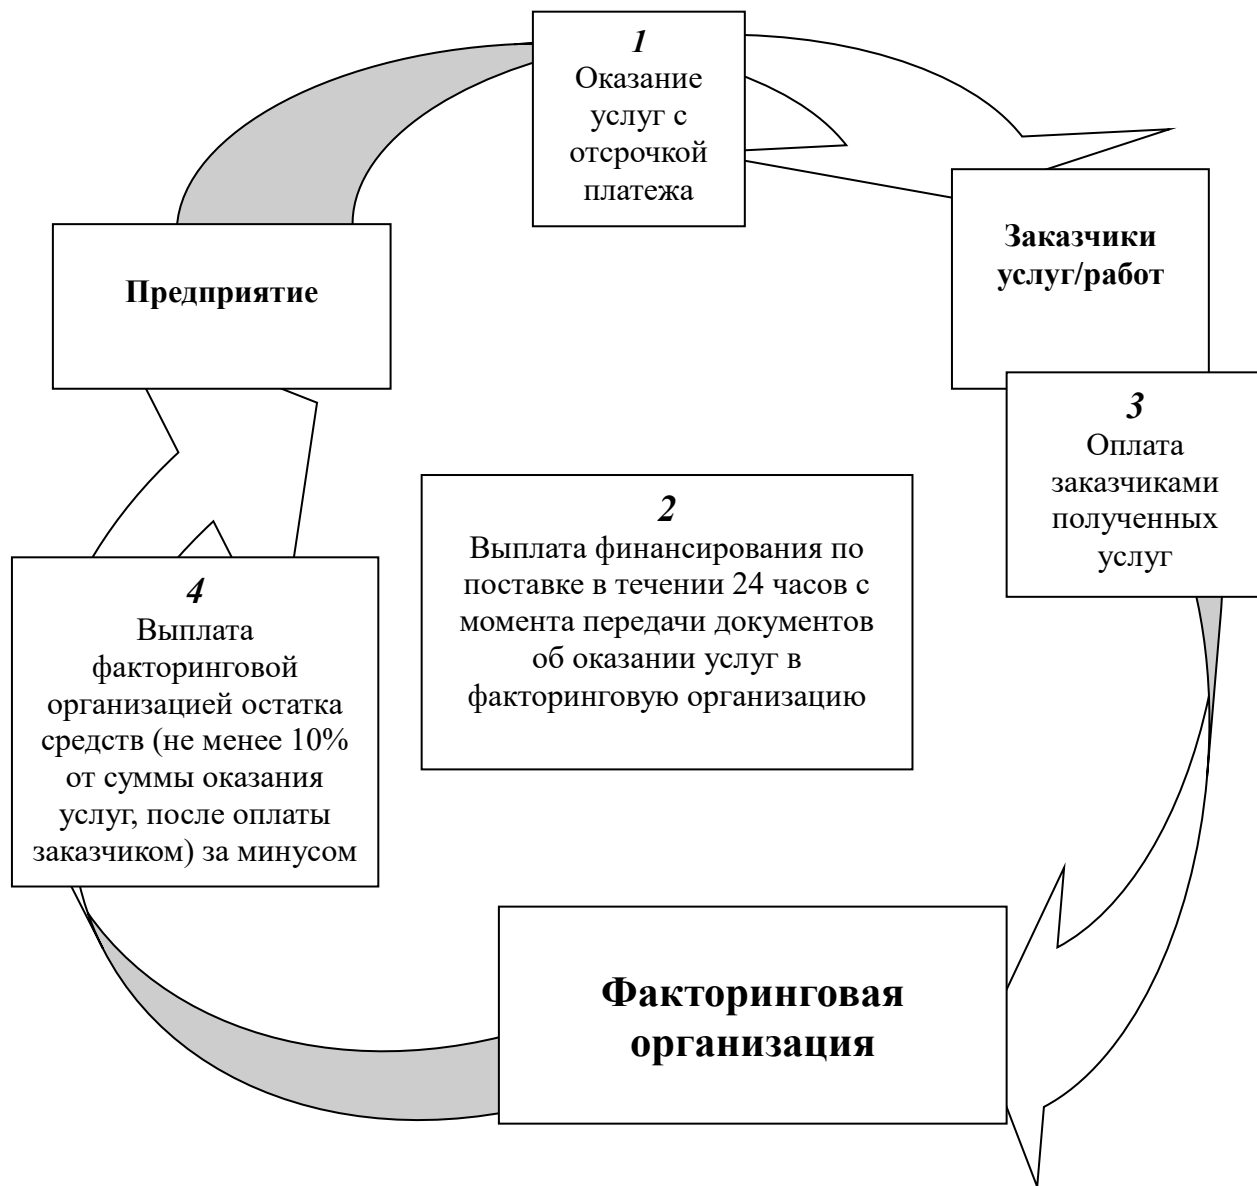 1
Оказание
услуг с
отсрочкой
платежа
Заказчики
услуг/работ
Предприятие
3
Оплата
заказчиками
полученных
услуг
2
Выплата финансирования по
поставке в течении 24 часов с
момента передачи документов
об оказании услуг в
факторинговую организацию
4
Выплата
факторинговой
организацией остатка
средств (не менее 10%
от суммы оказания
услуг, после оплаты
заказчиком) за минусом
Факторинговая
организация